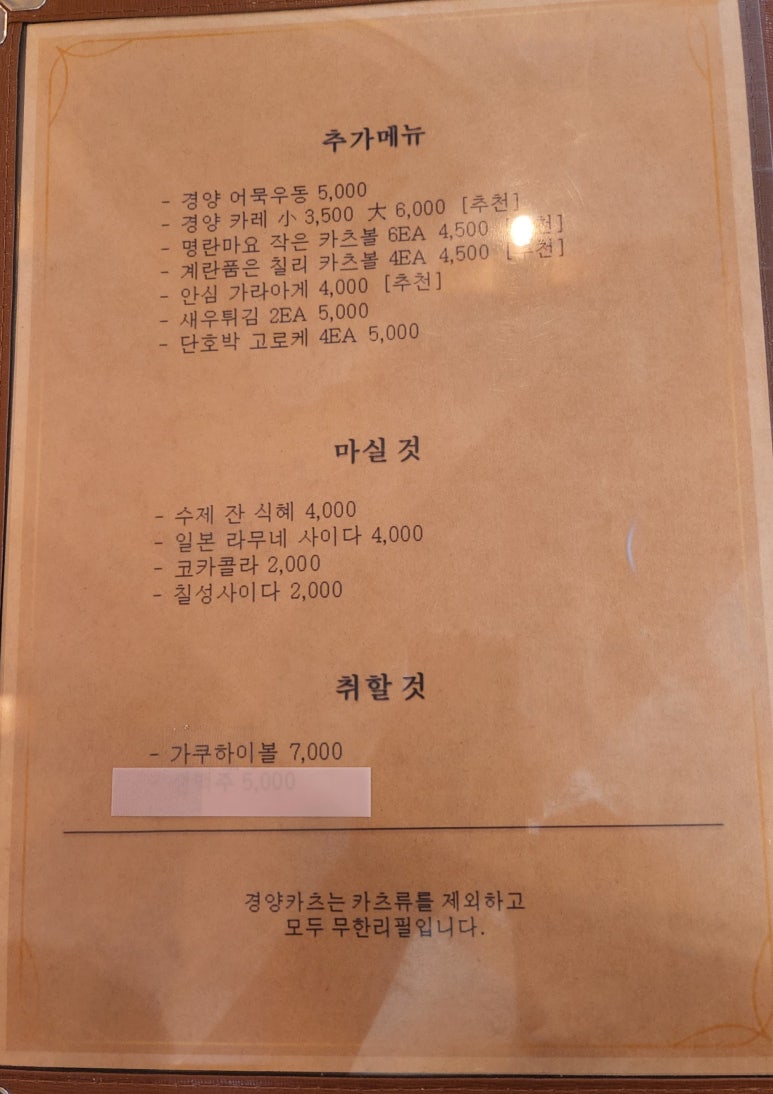 추가메뉴
- 경양 어묵우동 5,000
- 경양 카레 小 3,500 大 6,000 [추천]
- 명란마요 작은 카츠볼 6EA 4,500
- 계란품은 칠리 카츠볼 4EA 4,500 [추천]
- 안심 가라아게 4,000 [추천]
- 새우튀김 2EA 5,000
- 단호박 고로케 4EA 5,000
마실 것
- 수제 잔 식혜 4,000
- 일본 라무네 사이다 4,000
- 코카콜라 2,000
- 칠성사이다 2,000
취할 것
- 가쿠하이볼 7,000
5,000
경양카츠는 카츠류를 제외하고
모두 무한리필입니다.